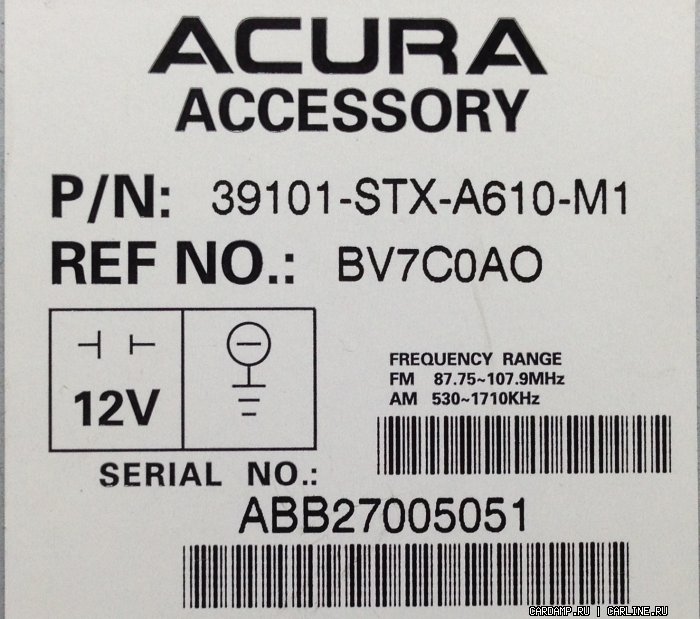 ACURA
ACCESSORY
P/N: 39101-STX-A610-M1
REF NO.: BV7C0AO
12V
FREQUENCY RANGE
FM 87.75~107.9MHz
AM 530~1710KHz
SERIAL NO.:
ABB27005051
CARDAMP.RU | CARLINE.RU